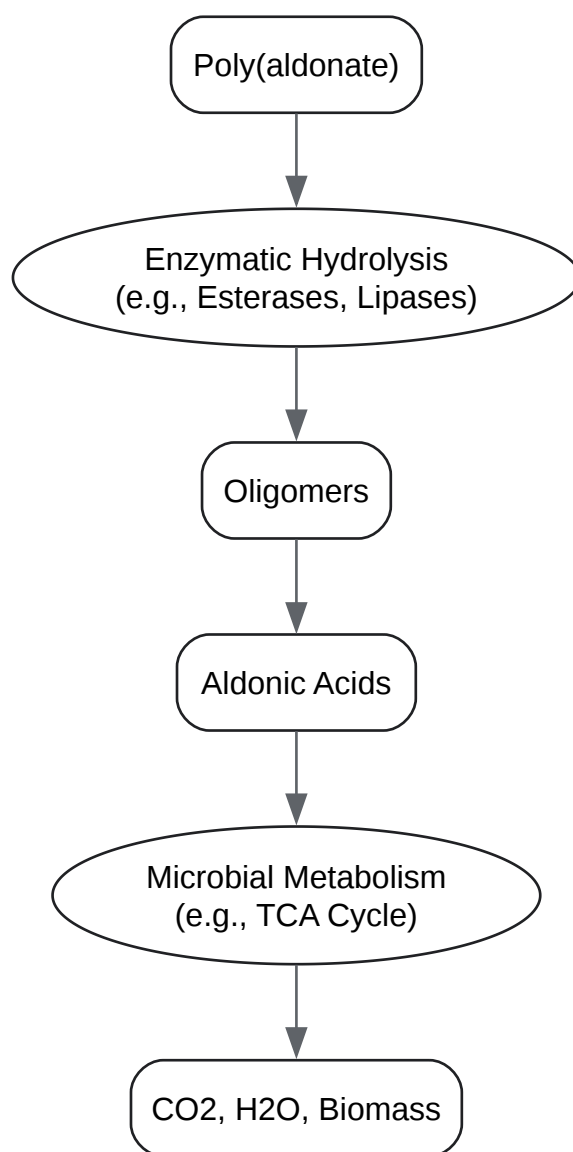 Poly(aldonate)
Enzymatic Hydrolysis
(e.g., Esterases, Lipases)
Oligomers
Aldonic Acids
Microbial Metabolism
(e.g., TCA Cycle)
CO2, H2O, Biomass